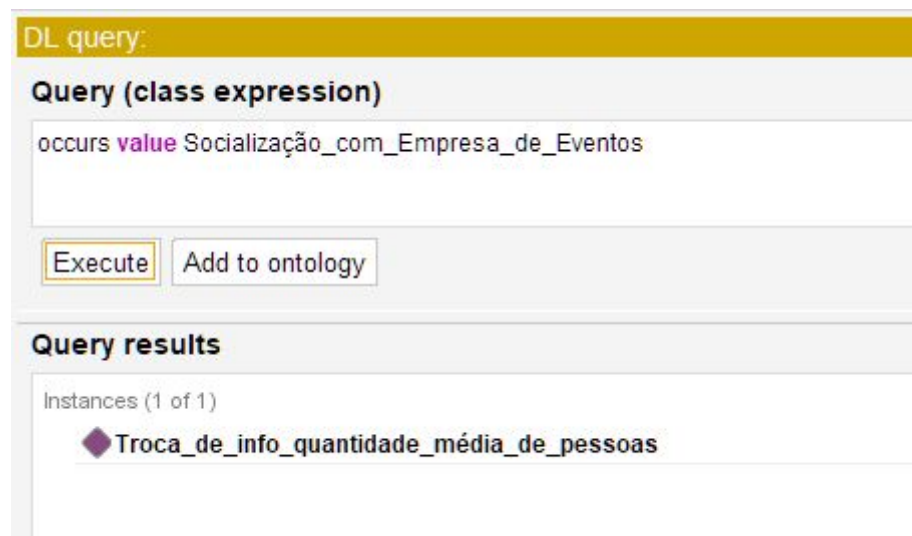 DL query:
Query (class expression)
occurs value Socialização_com_Empresa_de_Eventos
Execute Add to ontology
Query results
Instances (1 of 1)
Troca_de_info_quantidade_média_de_pessoas